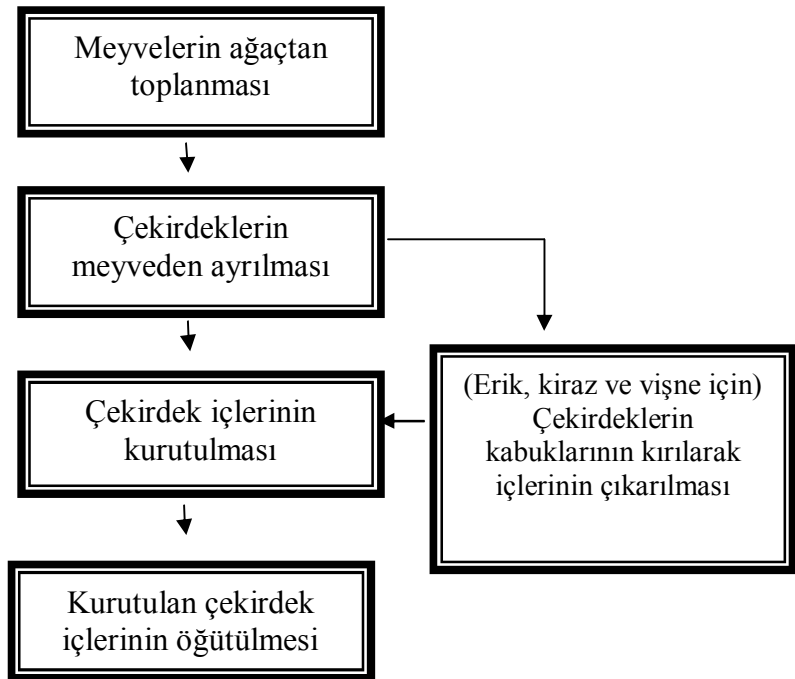 Meyvelerin ağaçtan
toplanması
Çekirdeklerin
meyveden ayrılması
(Erik, kiraz ve vişne için)
Çekirdeklerin
kabuklarının kırılarak
içlerinin çıkarılması
Çekirdek içlerinin
kurutulması
Kurutulan çekirdek
içlerinin öğütülmesi